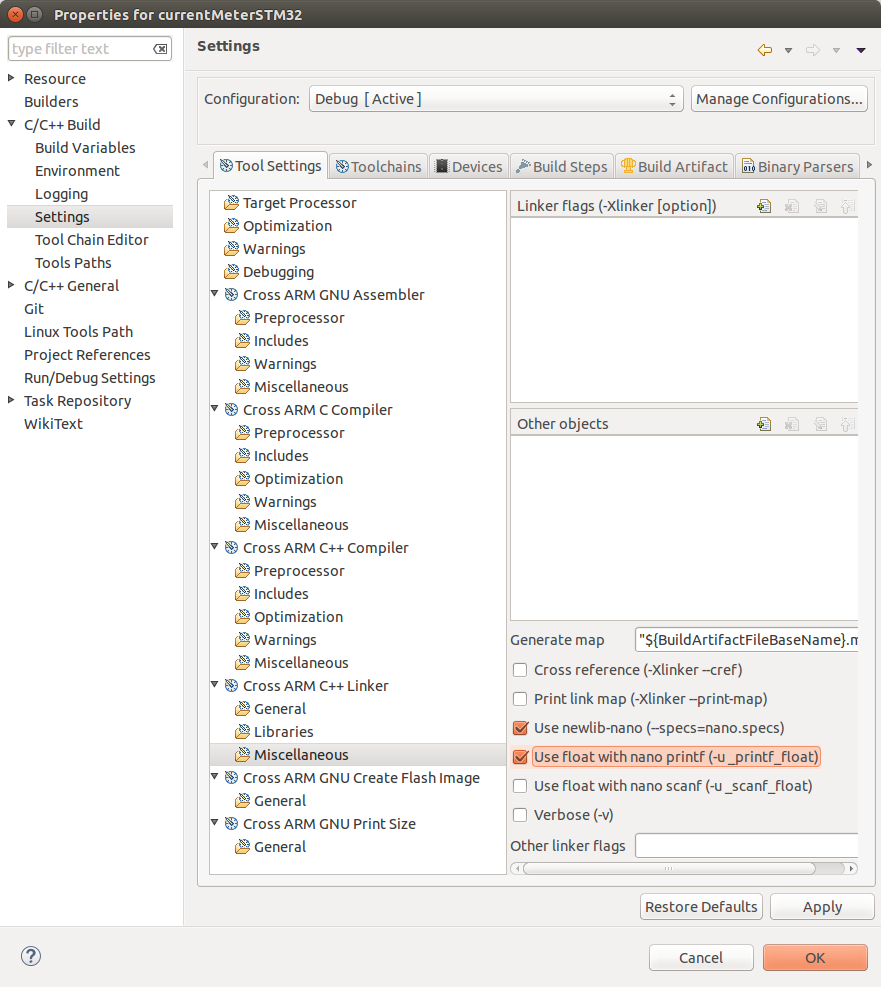 Properties for currentMeterSTM32
type filter text
Resource
Builders
C/C++ Build
Build Variables
Environment
Logging
Settings
Tool Chain Editor
Tools Paths
C/C++ General
Git
Linux Tools Path
Project References
Run/Debug Settings
Task Repository
WikiText
Settings
Configuration: Debug [ Active ] Manage Configurations...
Tool Settings Toolchains Devices Build Steps Build Artifact Binary Parsers
Target Processor
Optimization
Warnings
Debugging
Cross ARM GNU Assembler
Preprocessor
Includes
Warnings
Miscellaneous
Cross ARM C Compiler
Preprocessor
Includes
Optimization
Warnings
Miscellaneous
Cross ARM C++ Compiler
Preprocessor
Includes
Optimization
Warnings
Miscellaneous
Cross ARM C++ Linker
General
Libraries
Miscellaneous
Cross ARM GNU Create Flash Image
General
Cross ARM GNU Print Size
General
Linker flags (-Xlinker [option])
Other objects
Generate map "${BuildArtifactFileBaseName}.m
Cross reference (-Xlinker --cref)
Print link map (-Xlinker --print-map)
Use newlib-nano (--specs=nano.specs)
Use float with nano printf (-u _printf_float)
Use float with nano scanf (-u _scanf_float)
Verbose (-v)
Other linker flags
Restore Defaults Apply
? Cancel OK